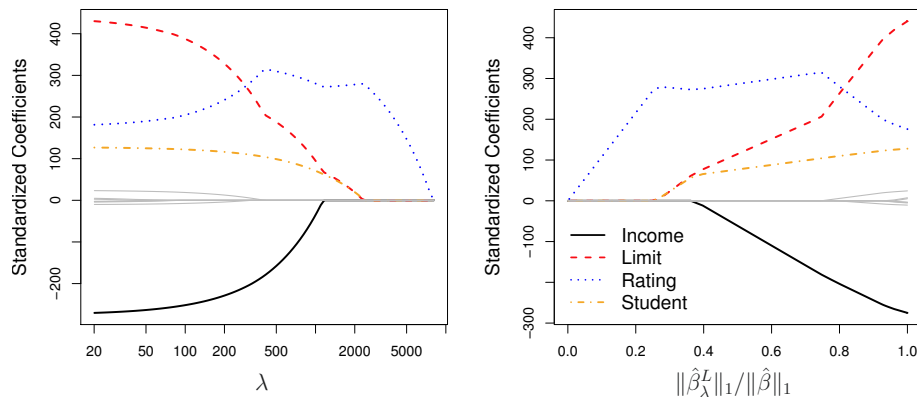 Standardized Coefficients
400
300
200
100
0
−200
20 50 100 200 500 2000 5000
λ
Standardized Coefficients
400
300
200
100
0
−100
−300
Income
Limit
Rating
Student
0.0 0.2 0.4 0.6 0.8 1.0
‖β̂λᴸ‖₁/‖β̂‖₁